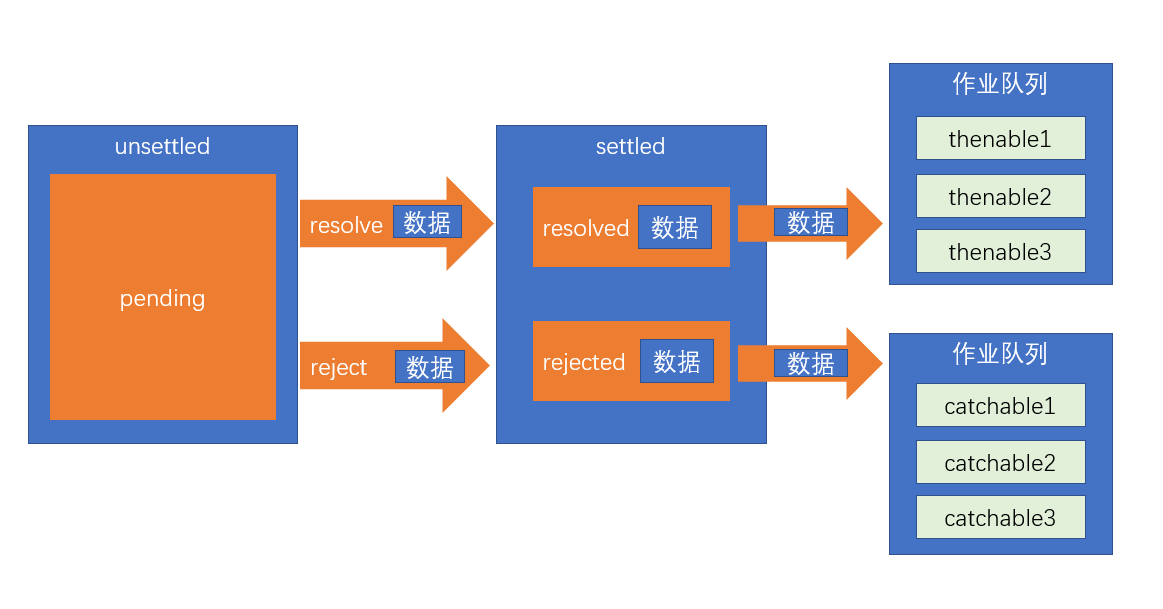 unsettled
pending
resolve 数据
reject 数据
settled
resolved 数据
rejected 数据
数据
数据
作业队列
thenable1
thenable2
thenable3
作业队列
catchable1
catchable2
catchable3